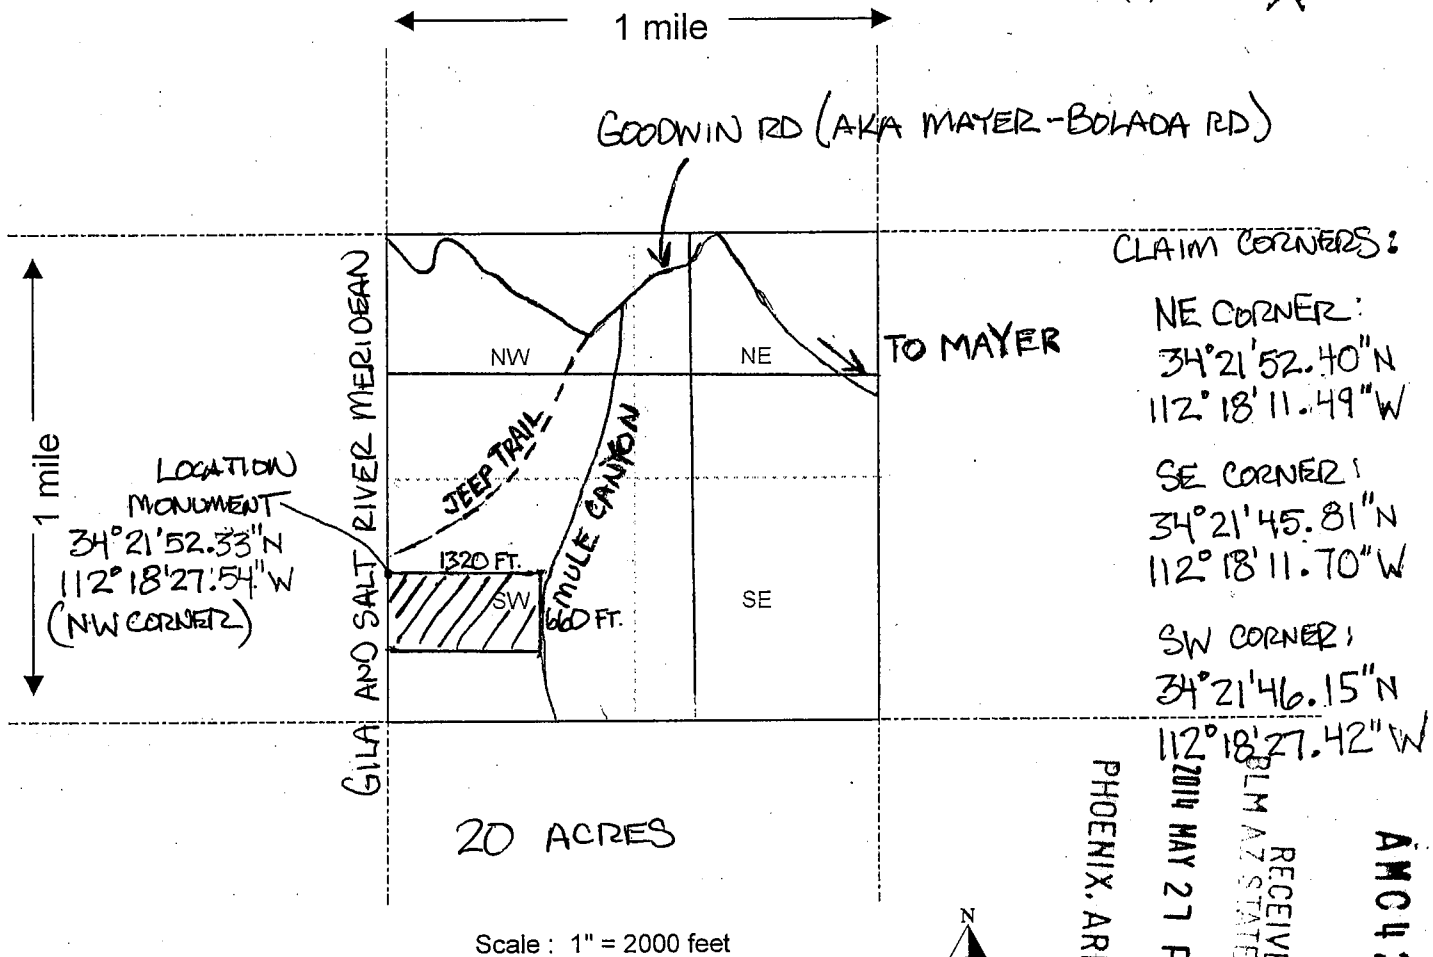 1 mile
GOODWIN RD (AKA MAYER-BOLADA RD)
CLAIM CORNERS:
NE CORNER:
34°21'52.40"N
112°18'11.49"W
SE CORNER:
34°21'45.81"N
112°18'11.70"W
SW CORNER:
34°21'46.15"N
112°18'27.42"W
NW
NE
TO MAYER
1 mile
GILA AND SALT RIVER MERIDEAN
JEEP TRAIL
MULE CANYON
LOCATION
MONUMENT
34°21'52.33"N
112°18'27.54"W
(NW CORNER)
1320 FT.
SW
660 FT.
SE
20 ACRES
Scale : 1" = 2000 feet
N
PHOENIX, ARI
2014 MAY 27 P
BLM AZ STATE
RECEIVE
AMC4